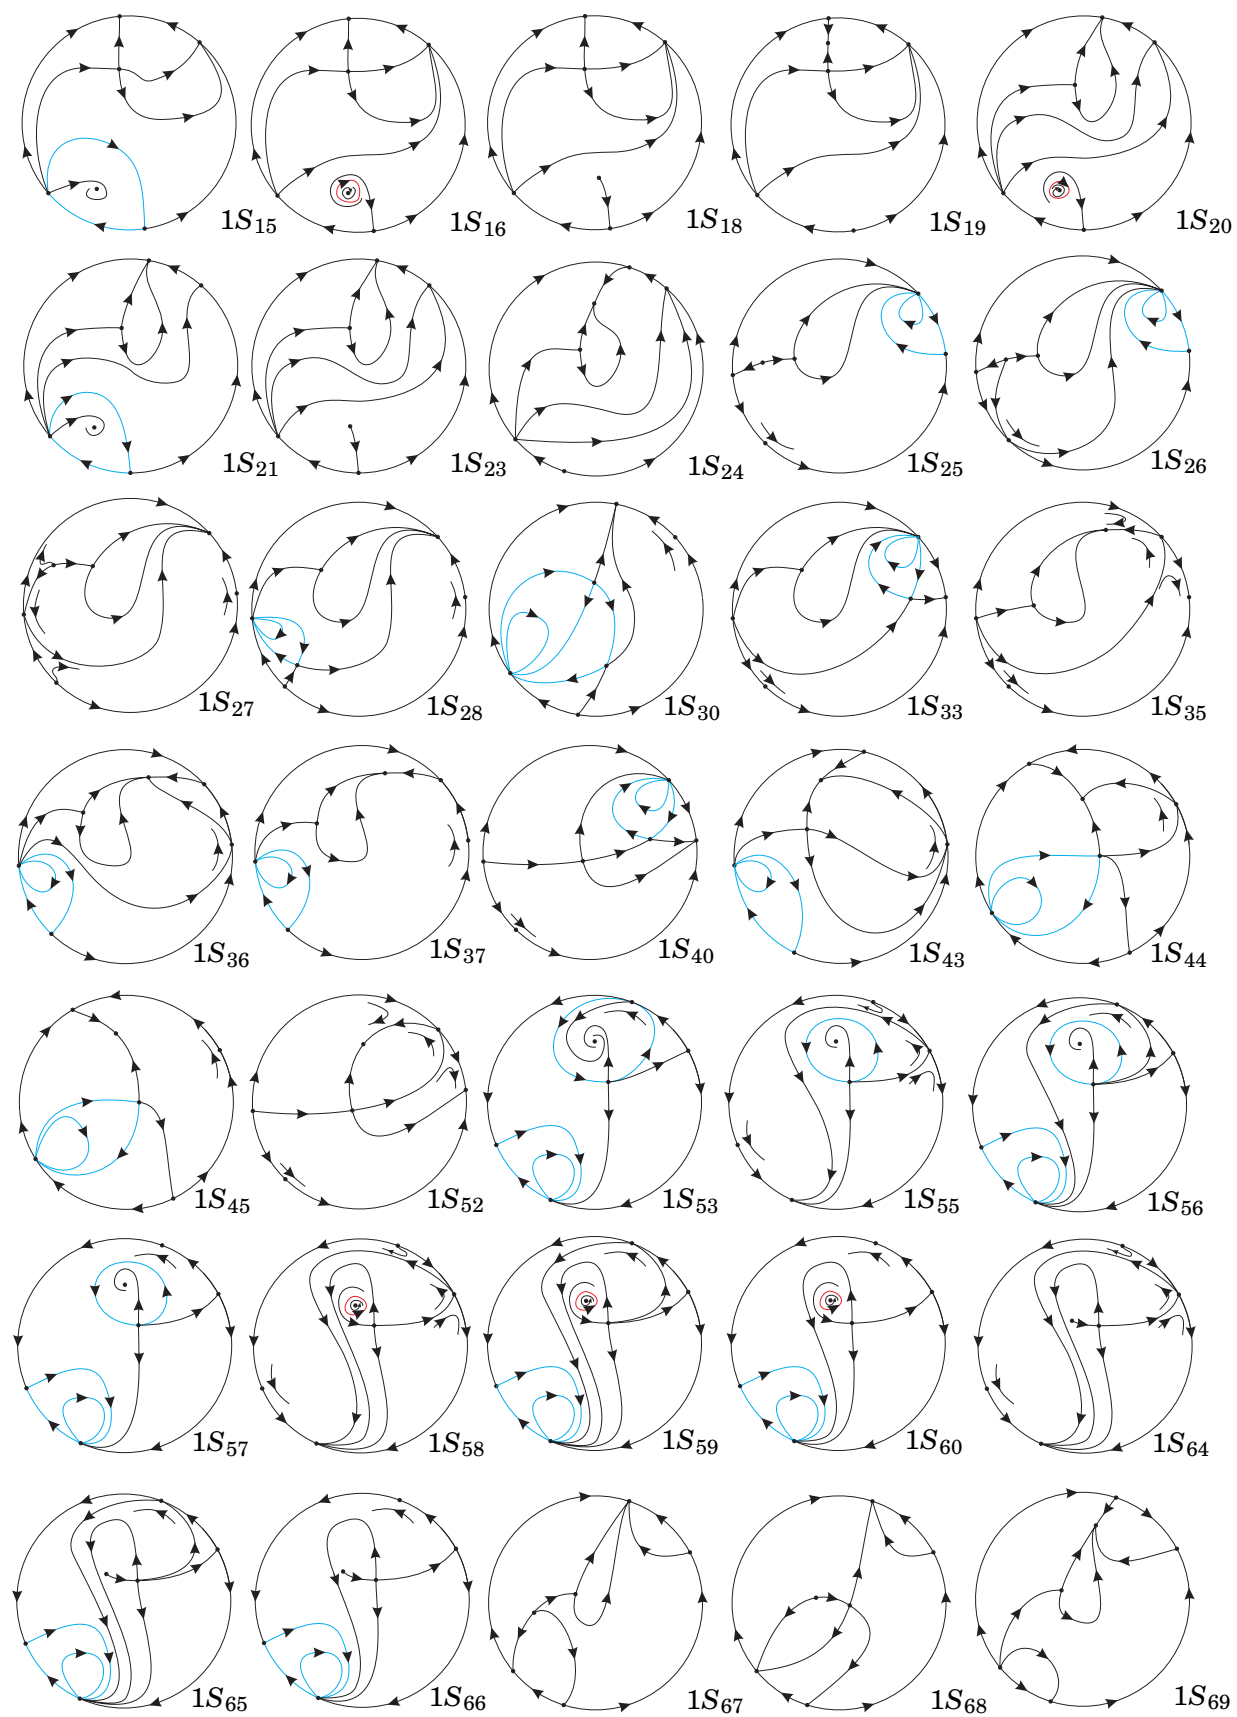 1S₁₅ 1S₁₆ 1S₁₈ 1S₁₉ 1S₂₀
1S₂₁ 1S₂₃ 1S₂₄ 1S₂₅ 1S₂₆
1S₂₇ 1S₂₈ 1S₃₀ 1S₃₃ 1S₃₅
1S₃₆ 1S₃₇ 1S₄₀ 1S₄₃ 1S₄₄
1S₄₅ 1S₅₂ 1S₅₃ 1S₅₅ 1S₅₆
1S₅₇ 1S₅₈ 1S₅₉ 1S₆₀ 1S₆₄
1S₆₅ 1S₆₆ 1S₆₇ 1S₆₈ 1S₆₉